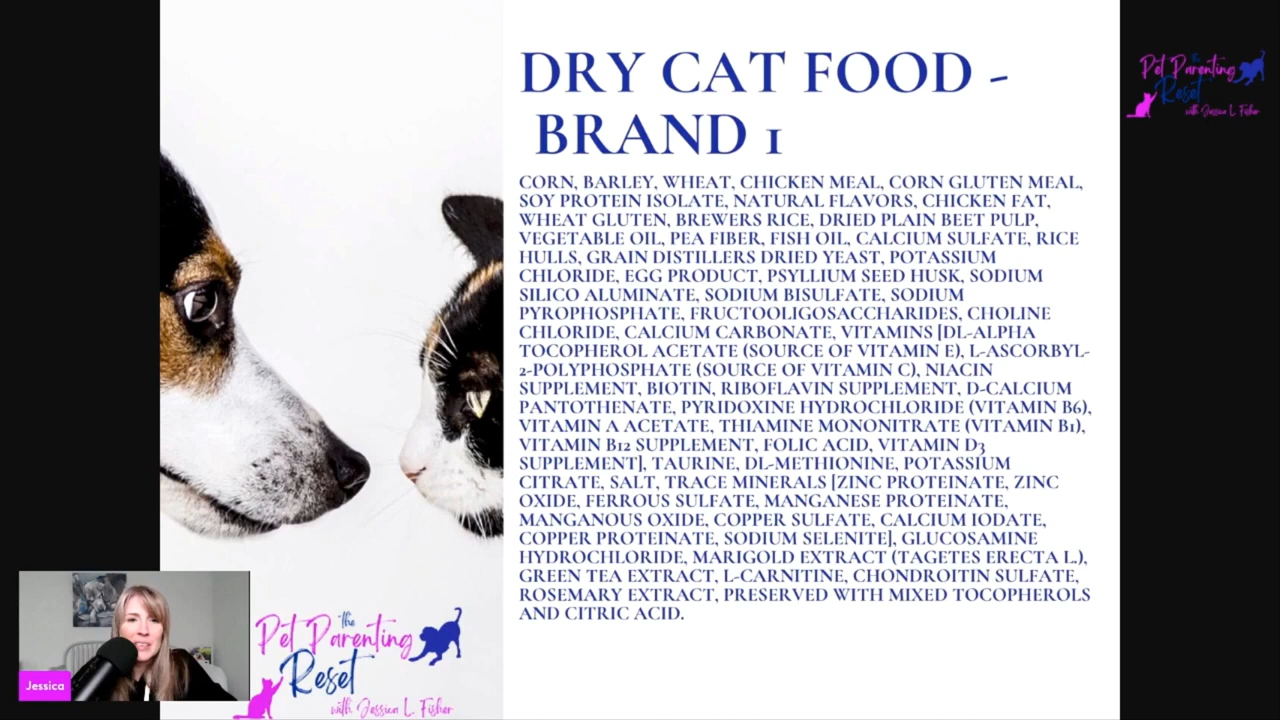 DRY CAT FOOD -
BRAND 1
CORN, BARLEY, WHEAT, CHICKEN MEAL, CORN GLUTEN MEAL,
SOY PROTEIN ISOLATE, NATURAL FLAVORS, CHICKEN FAT,
WHEAT GLUTEN, BREWERS RICE, DRIED PLAIN BEET PULP,
VEGETABLE OIL, PEA FIBER, FISH OIL, CALCIUM SULFATE, RICE
HULLS, GRAIN DISTILLERS DRIED YEAST, POTASSIUM
CHLORIDE, EGG PRODUCT, PSYLLIUM SEED HUSK, SODIUM
SILICO ALUMINATE, SODIUM BISULFATE, SODIUM
PYROPHOSPHATE, FRUCTOOLIGOSACCHARIDES, CHOLINE
CHLORIDE, CALCIUM CARBONATE, VITAMINS [DL-ALPHA
TOCOPHEROL ACETATE (SOURCE OF VITAMIN E), L-ASCORBYL-
2-POLYPHOSPHATE (SOURCE OF VITAMIN C), NIACIN
SUPPLEMENT, BIOTIN, RIBOFLAVIN SUPPLEMENT, D-CALCIUM
PANTOTHENATE, PYRIDOXINE HYDROCHLORIDE (VITAMIN B6),
VITAMIN A ACETATE, THIAMINE MONONITRATE (VITAMIN B1),
VITAMIN B12 SUPPLEMENT, FOLIC ACID, VITAMIN D3
SUPPLEMENT], TAURINE, DL-METHIONINE, POTASSIUM
CITRATE, SALT, TRACE MINERALS [ZINC PROTEINATE, ZINC
OXIDE, FERROUS SULFATE, MANGANESE PROTEINATE,
MANGANOUS OXIDE, COPPER SULFATE, CALCIUM IODATE,
COPPER PROTEINATE, SODIUM SELENITE], GLUCOSAMINE
HYDROCHLORIDE, MARIGOLD EXTRACT (TAGETES ERECTA L.),
GREEN TEA EXTRACT, L-CARNITINE, CHONDROITIN SULFATE,
ROSEMARY EXTRACT, PRESERVED WITH MIXED TOCOPHEROLS
AND CITRIC ACID.
the
Pet Parenting
Reset
with Jessica L. Fisher
Jessica
the
Pet Parenting
Reset
with Jessica L. Fisher